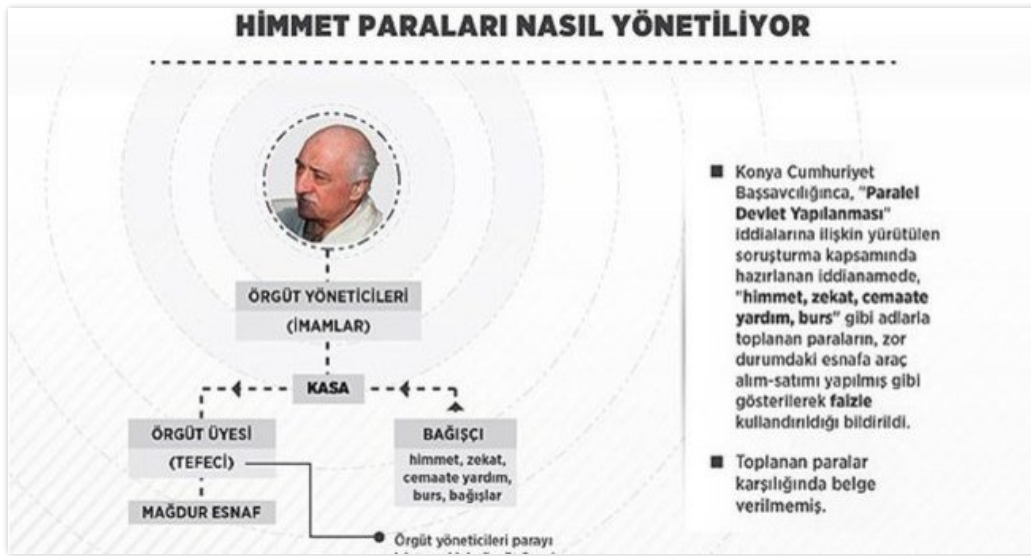 HİMMET PARALARI NASIL YÖNETİLİYOR
ÖRGÜT YÖNETİCİLERİ
(İMAMLAR)
KASA
ÖRGÜT ÜYESİ
(TEFECİ)
MAĞDUR ESNAF
BAĞIŞÇI
himmet, zekat,
cemaate yardım,
burs, bağışlar
Örgüt yöneticileri parayı
■ Konya Cumhuriyet
Başsavcılığınca, "Paralel
Devlet Yapılanması"
iddialarına ilişkin yürütülen
soruşturma kapsamında
hazırlanan iddianamede,
"himmet, zekat, cemaate
yardım, burs" gibi adlarla
toplanan paraların, zor
durumdaki esnafa araç
alım-satımı yapılmış gibi
gösterilerek faizle
kullandırıldığı bildirildi.
■ Toplanan paralar
karşılığında belge
verilmemiş.